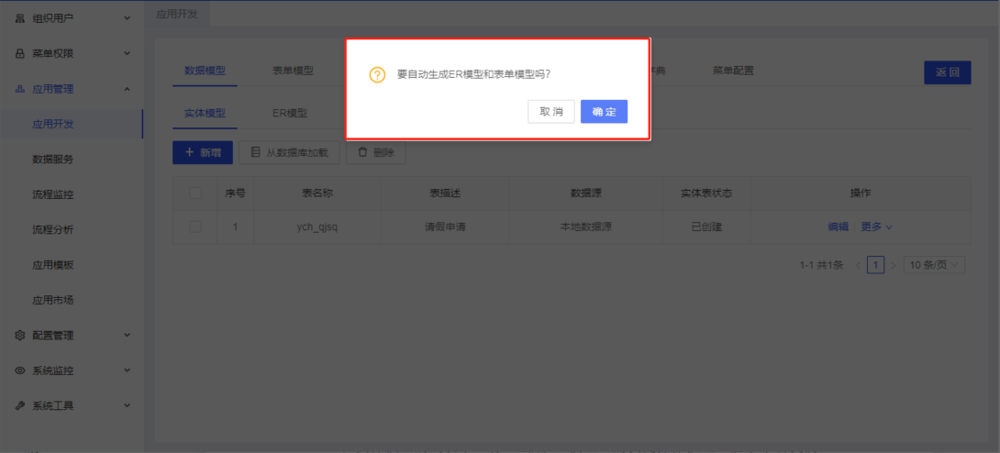 组织用户
应用开发
菜单权限
应用管理
应用开发
数据服务
流程监控
流程分析
应用模板
应用市场
配置管理
系统监控
系统工具
数据模型 表单模型 字典 菜单配置 返回
要自动生成ER模型和表单模型吗?
取消 确定
实体模型 ER模型
+ 新增 从数据库加载 删除
序号 表名称 表描述 数据源 实体表状态 操作
1 ych_qjsq 请假申请 本地数据源 已创建 编辑 更多
1-1 共1条 < 1 > 10 条/页